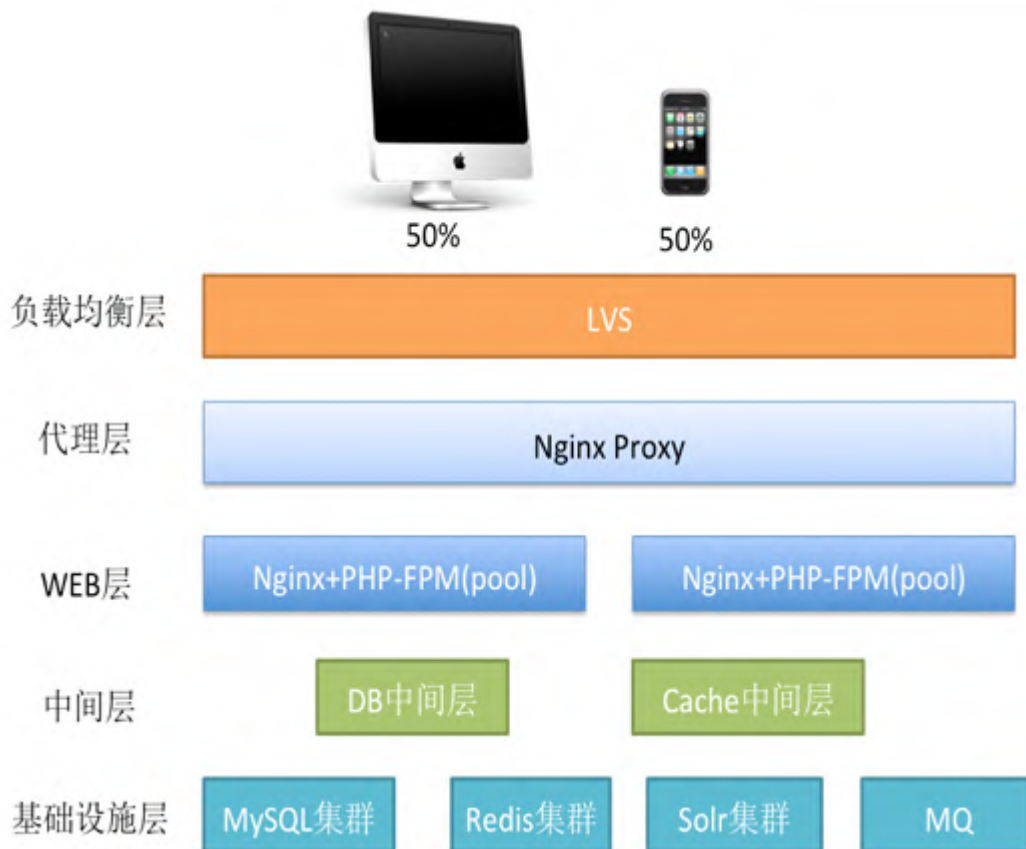 50%
50%
负载均衡层
LVS
代理层
Nginx Proxy
WEB层
Nginx+PHP-FPM(pool)
Nginx+PHP-FPM(pool)
中间层
DB中间层
Cache中间层
基础设施层
MySQL集群
Redis集群
Solr集群
MQ